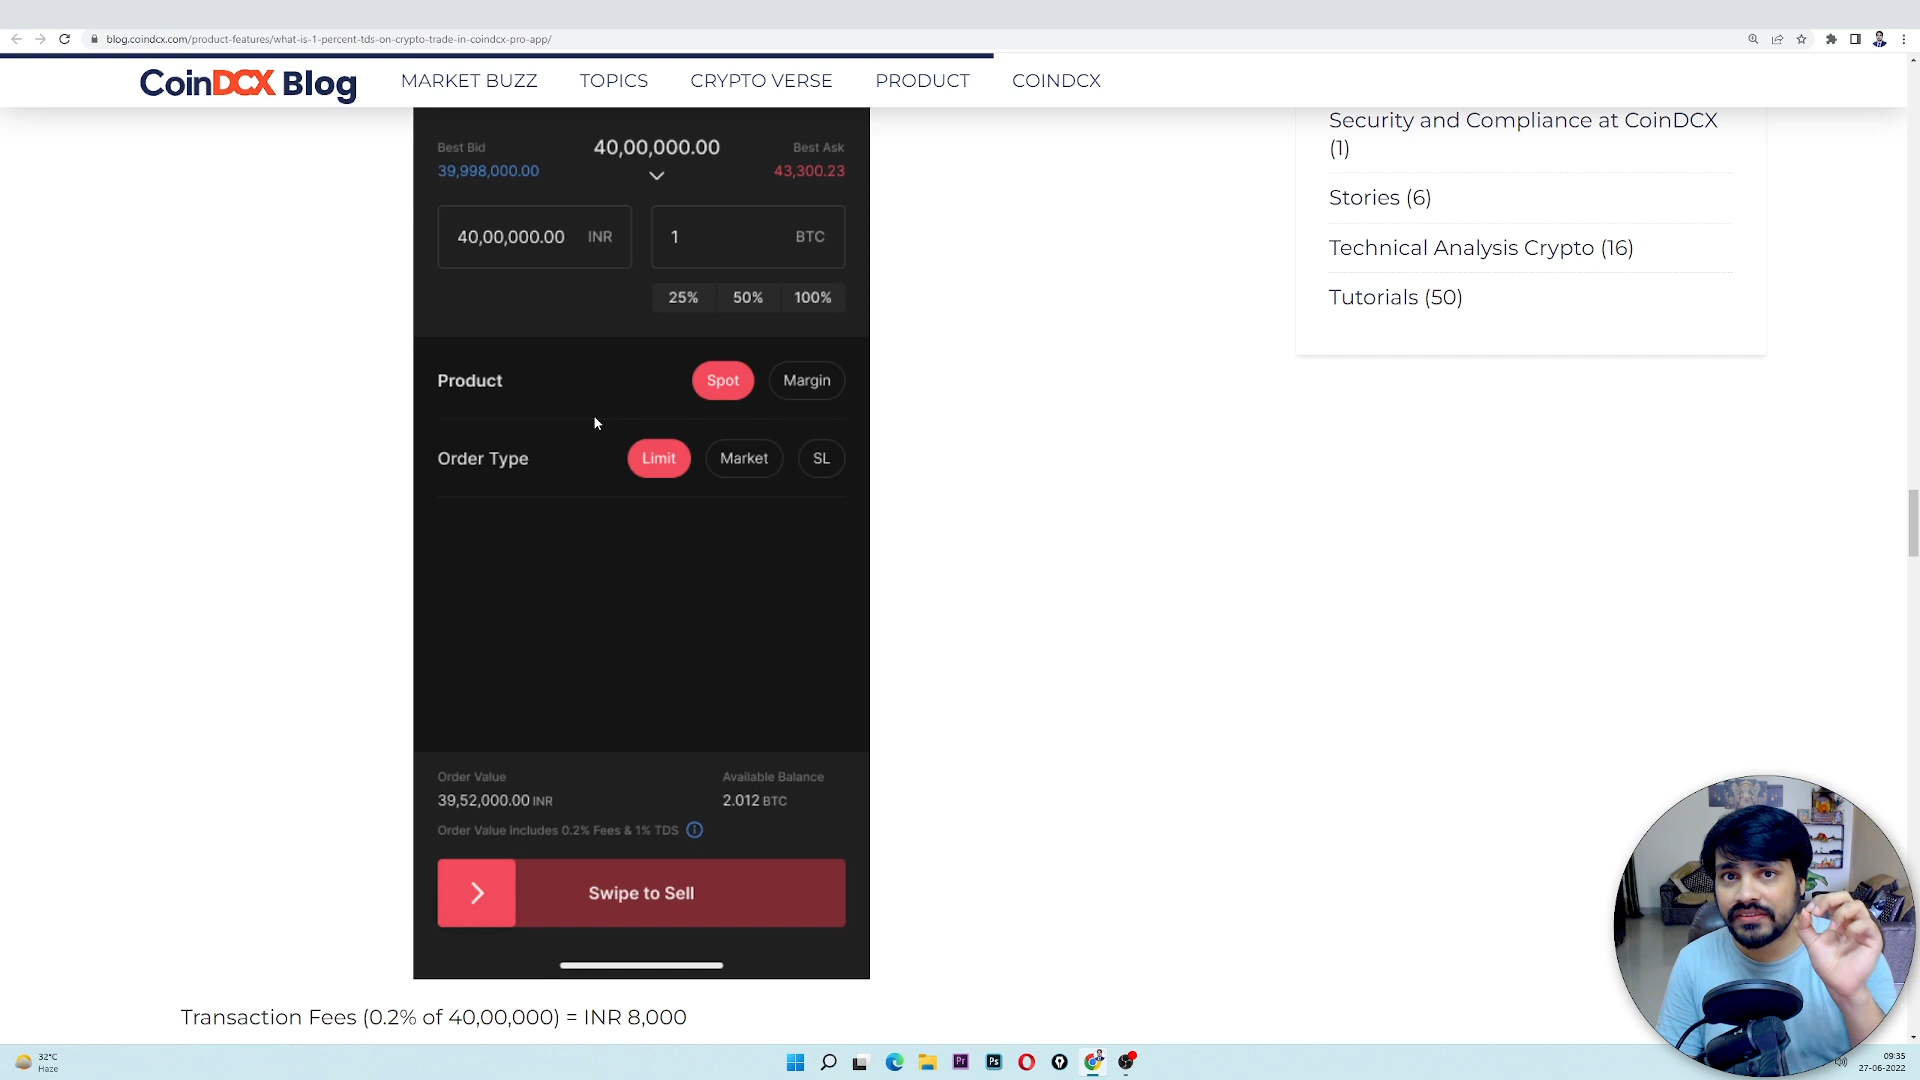 blog.coindcx.com/product-features/what-is-1-percent-tds-on-crypto-trade-in-coindcx-pro-app/
CoinDCX Blog
MARKET BUZZ
TOPICS
CRYPTO VERSE
PRODUCT
COINDCX
Best Bid
40,00,000.00
Best Ask
39,998,000.00
43,300.23
40,00,000.00 INR
1 BTC
25%
50%
100%
Product
Spot
Margin
Order Type
Limit
Market
SL
Order Value
Available Balance
39,52,000.00 INR
2.012 BTC
Order Value includes 0.2% Fees & 1% TDS
Swipe to Sell
Transaction Fees (0.2% of 40,00,000) = INR 8,000
Security and Compliance at CoinDCX
(1)
Stories (6)
Technical Analysis Crypto (16)
Tutorials (50)
32°C
Haze
Pr
Ps
09:35
27-06-2022